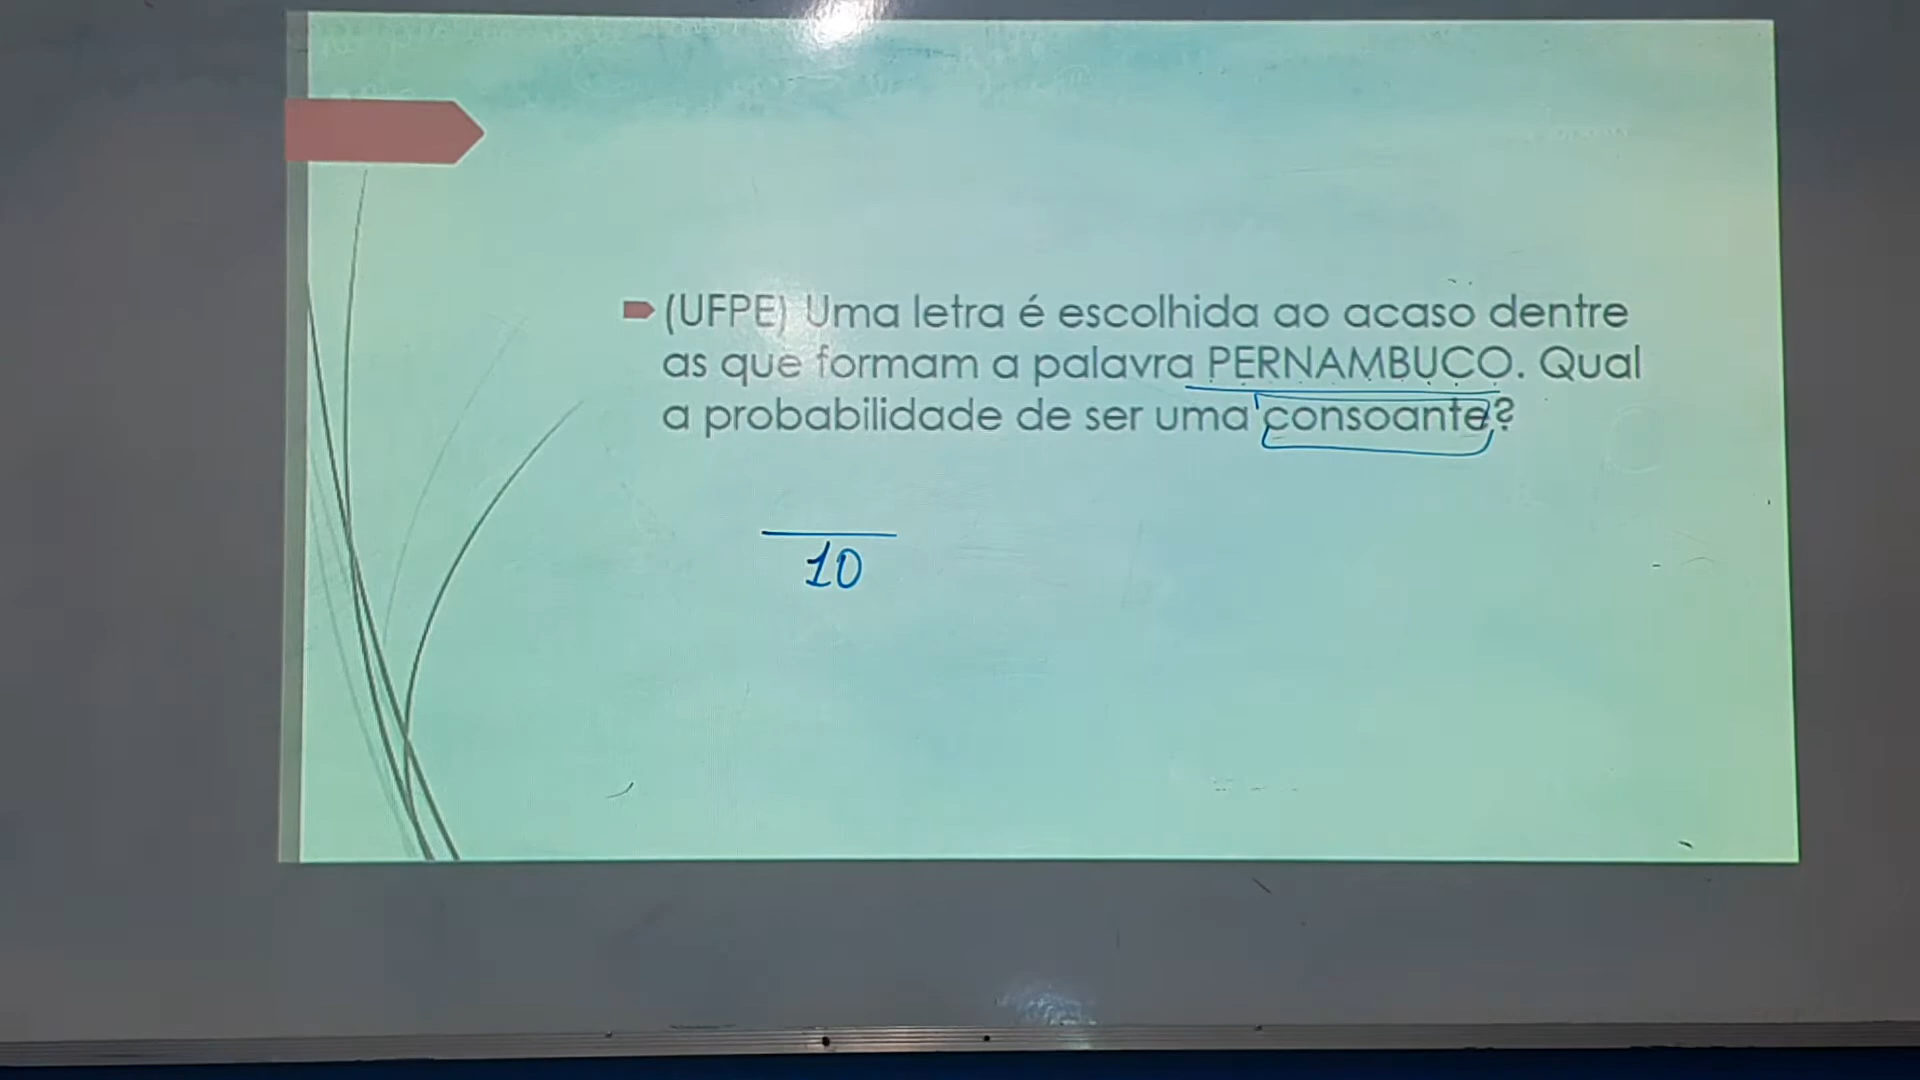 (UFPE) Uma letra é escolhida ao acaso dentre
as que formam a palavra PERNAMBUCO. Qual
a probabilidade de ser uma consoante?
10